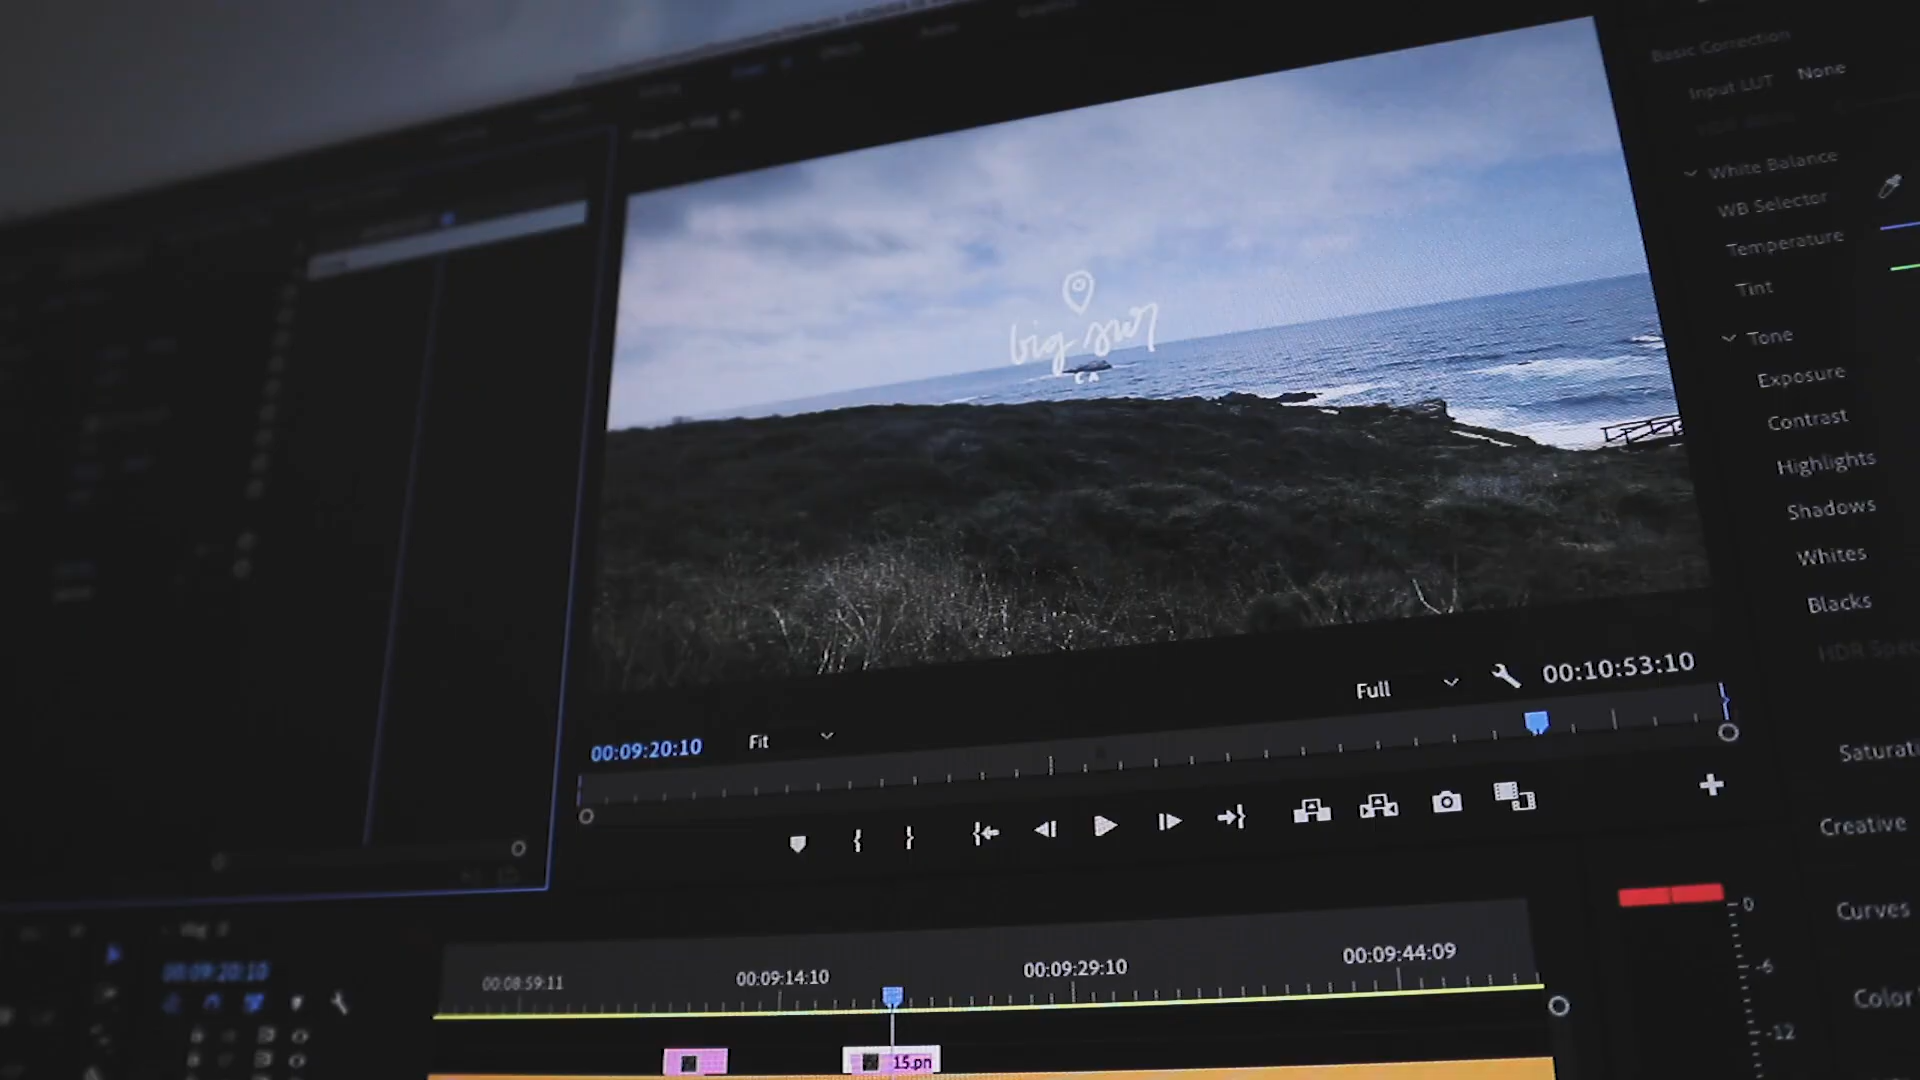 Basic Correction
Input LUT None
White Balance
WB Selector
Temperature
Tint
Tone
Exposure
Contrast
Highlights
Shadows
Whites
Blacks
HDR Spec
Saturati
Creative
Curves
Color
big sur
CA
Full
00:10:53:10
00:09:20:10
Fit
00:09:20:10
00:08:59:11
00:09:14:10
00:09:29:10
00:09:44:09
0
-6
-12
15.pn